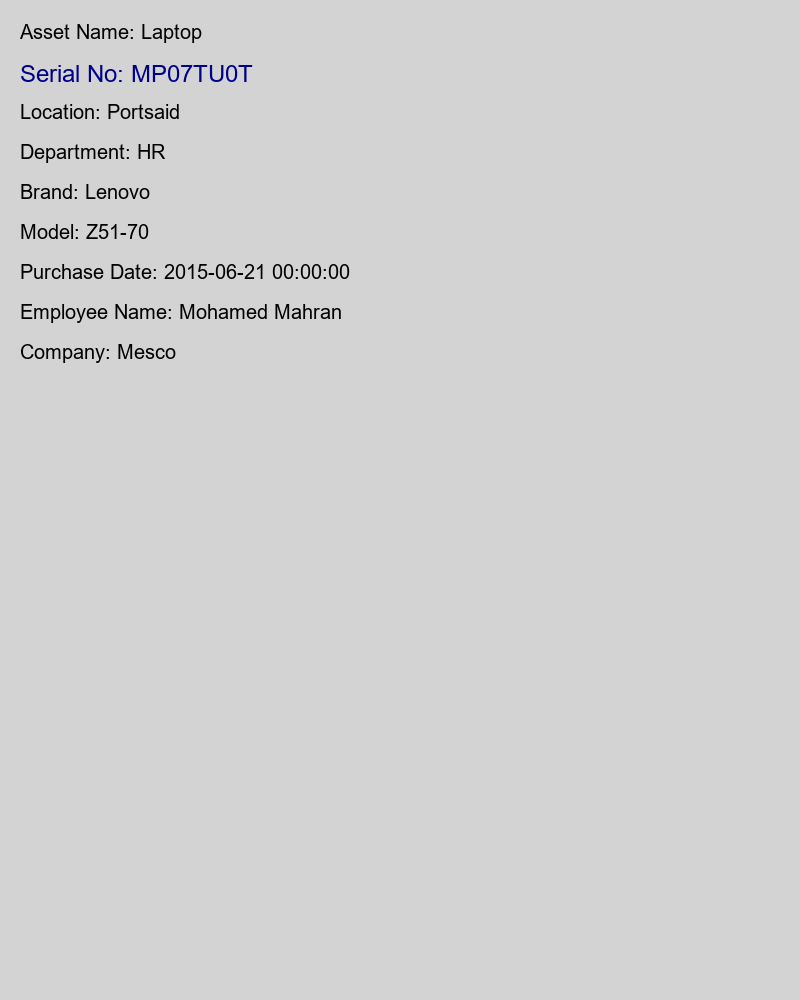 Asset Name: Laptop
Serial No: MP07TU0T
Location: Portsaid
Department: HR
Brand: Lenovo
Model: Z51-70
Purchase Date: 2015-06-21 00:00:00
Employee Name: Mohamed Mahran
Company: Mesco